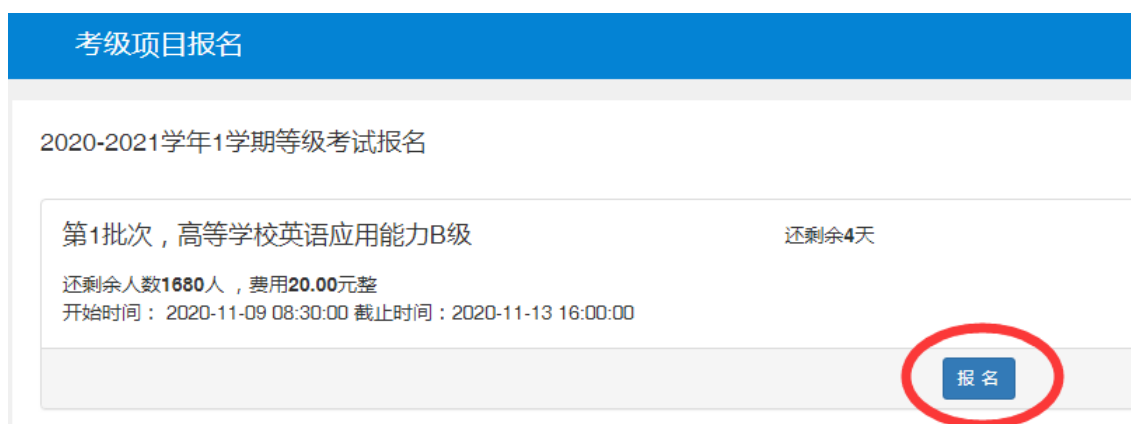 考级项目报名
2020-2021学年1学期等级考试报名
第1批次，高等学校英语应用能力B级
还剩余4天
还剩余人数1680人 ，费用20.00元整
开始时间： 2020-11-09 08:30:00 截止时间：2020-11-13 16:00:00
报 名